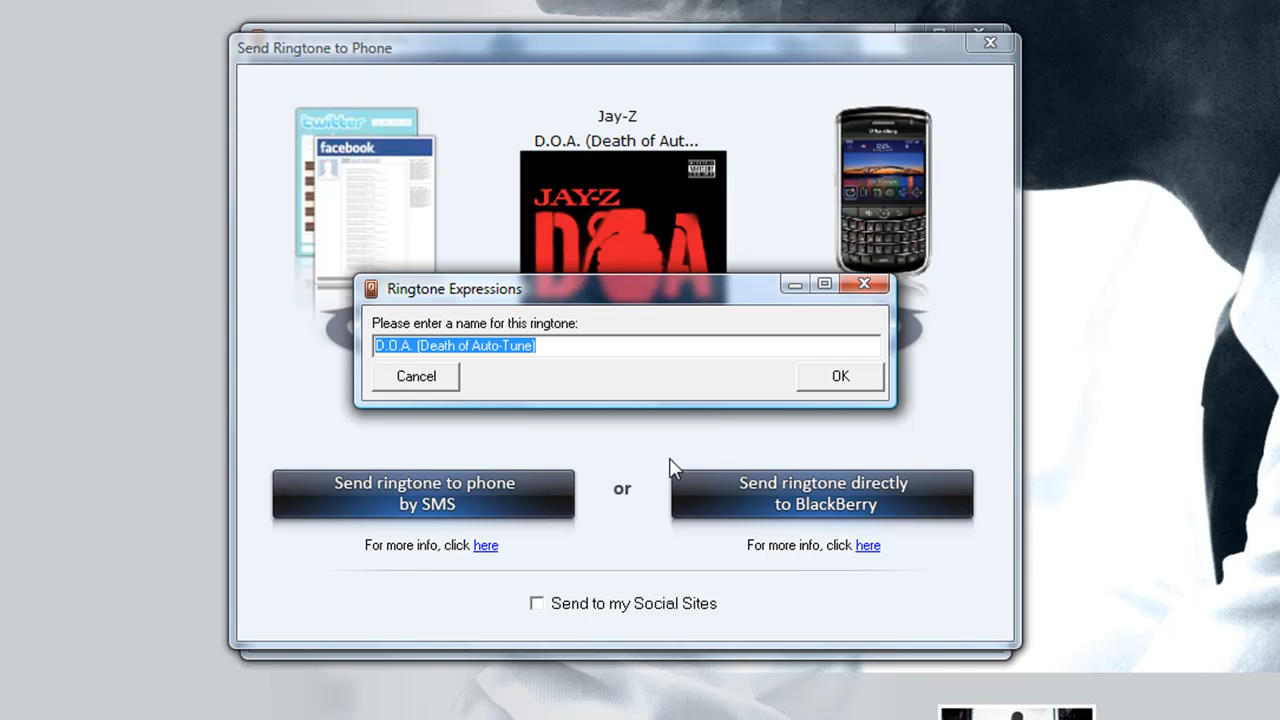 Send Ringtone to Phone
Jay-Z
D.O.A. (Death of Aut...
twitter
facebook
JAY-Z
D.O.A
BlackBerry
Ringtone Expressions
Please enter a name for this ringtone:
D.O.A. (Death of Auto-Tune)
Cancel
OK
Send ringtone to phone
by SMS
or
Send ringtone directly
to BlackBerry
For more info, click here
For more info, click here
Send to my Social Sites